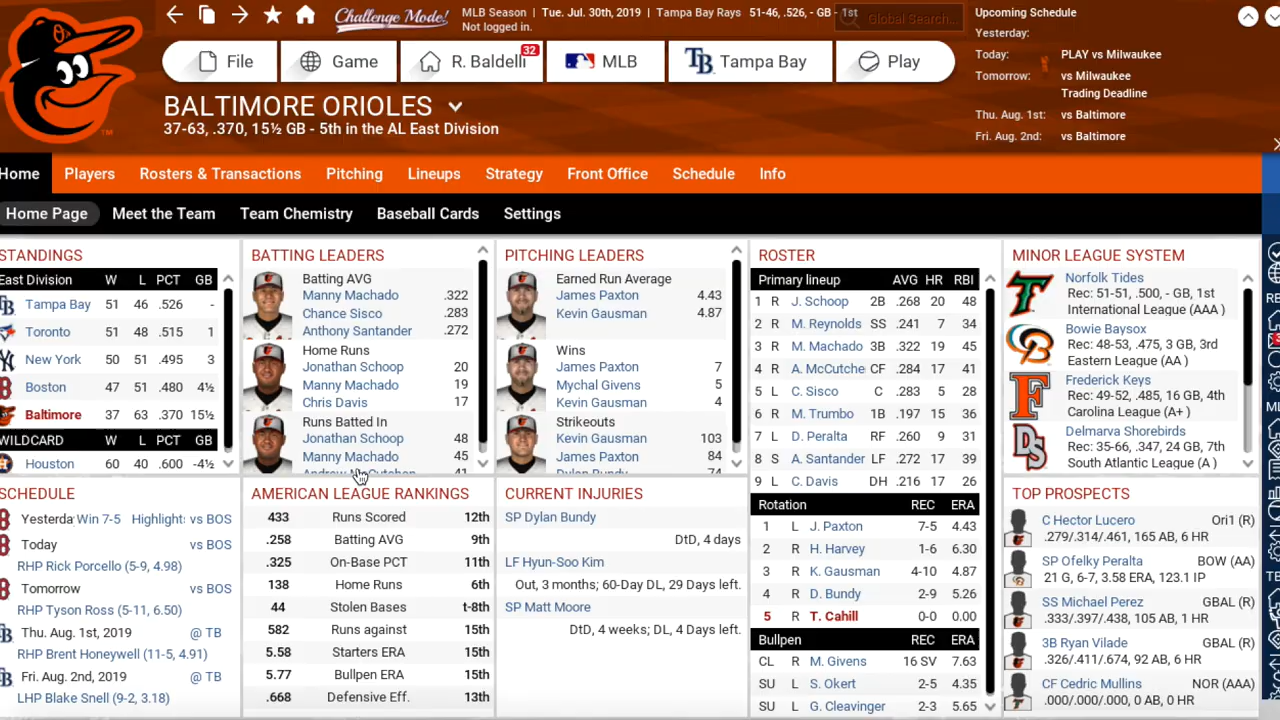 Challenge Mode!
MLB Season | Tue. Jul. 30th, 2019 | Tampa Bay Rays 51-46, .526, - GB - 1st
Not logged in.
Global Search...
File
Game
R. Baldelli
32
MLB
Tampa Bay
Play
Upcoming Schedule
Yesterday:
Today: PLAY vs Milwaukee
Tomorrow: vs Milwaukee
Trading Deadline
Thu. Aug. 1st: vs Baltimore
Fri. Aug. 2nd: vs Baltimore
BALTIMORE ORIOLES
37-63, .370, 15½ GB - 5th in the AL East Division
Home Players Rosters & Transactions Pitching Lineups Strategy Front Office Schedule Info
Home Page Meet the Team Team Chemistry Baseball Cards Settings
STANDINGS
East Division W L PCT GB
Tampa Bay 51 46 .526 -
Toronto 51 48 .515 1
New York 50 51 .495 3
Boston 47 51 .480 4½
Baltimore 37 63 .370 15½
WILDCARD W L PCT GB
Houston 60 40 .600 -4½
BATTING LEADERS
Batting AVG
Manny Machado .322
Chance Sisco .283
Anthony Santander .272
Home Runs
Jonathan Schoop 20
Manny Machado 19
Chris Davis 17
Runs Batted In
Jonathan Schoop 48
Manny Machado 45
Andrew McCutchen 41
PITCHING LEADERS
Earned Run Average
James Paxton 4.43
Kevin Gausman 4.87
Wins
James Paxton 7
Mychal Givens 5
Kevin Gausman 4
Strikeouts
Kevin Gausman 103
James Paxton 84
Dylan Bundy 74
ROSTER
Primary lineup AVG HR RBI
1 R J. Schoop 2B .268 20 48
2 R M. Reynolds SS .241 7 34
3 R M. Machado 3B .322 19 45
4 R A. McCutche CF .284 17 41
5 L C. Sisco C .283 5 28
6 R M. Trumbo 1B .197 15 36
7 L D. Peralta RF .260 9 31
8 S A. Santander LF .272 17 39
9 L C. Davis DH .216 17 26
Rotation REC ERA
1 L J. Paxton 7-5 4.43
2 R H. Harvey 1-6 6.30
3 R K. Gausman 4-10 4.87
4 R D. Bundy 2-9 5.26
5 R T. Cahill 0-0 0.00
Bullpen REC ERA
CL R M. Givens 16 SV 7.63
SU L S. Okert 2-5 4.35
SU L G. Cleavinger 2-3 5.65
MINOR LEAGUE SYSTEM
Norfolk Tides
Rec: 51-51, .500, - GB, 1st
International League (AAA )
Bowie Baysox
Rec: 48-53, .475, 3 GB, 3rd
Eastern League (AA )
Frederick Keys
Rec: 49-52, .485, 16 GB, 4th
Carolina League (A+ )
Delmarva Shorebirds
Rec: 35-66, .347, 24 GB, 7th
South Atlantic League (A )
SCHEDULE
Yesterda Win 7-5 Highlight: vs BOS
Today vs BOS
RHP Rick Porcello (5-9, 4.98)
Tomorrow vs BOS
RHP Tyson Ross (5-11, 6.50)
Thu. Aug. 1st, 2019 @ TB
RHP Brent Honeywell (11-5, 4.91)
Fri. Aug. 2nd, 2019 @ TB
LHP Blake Snell (9-2, 3.18)
AMERICAN LEAGUE RANKINGS
433 Runs Scored 12th
.258 Batting AVG 9th
.325 On-Base PCT 11th
138 Home Runs 6th
44 Stolen Bases t-8th
582 Runs against 15th
5.58 Starters ERA 15th
5.77 Bullpen ERA 15th
.668 Defensive Eff. 13th
CURRENT INJURIES
SP Dylan Bundy
DtD, 4 days
LF Hyun-Soo Kim
Out, 3 months; 60-Day DL, 29 Days left.
SP Matt Moore
DtD, 4 weeks; DL, 4 Days left.
TOP PROSPECTS
C Hector Lucero Ori1 (R)
.279/.314/.461, 165 AB, 6 HR
SP Ofelky Peralta BOW (AA)
21 G, 6-7, 3.58 ERA, 123.1 IP
SS Michael Perez GBAL (R)
.333/.397/.438, 105 AB, 1 HR
3B Ryan Vilade GBAL (R)
.326/.411/.674, 92 AB, 6 HR
CF Cedric Mullins NOR (AAA)
.000/.000/.000, 0 AB, 0 HR